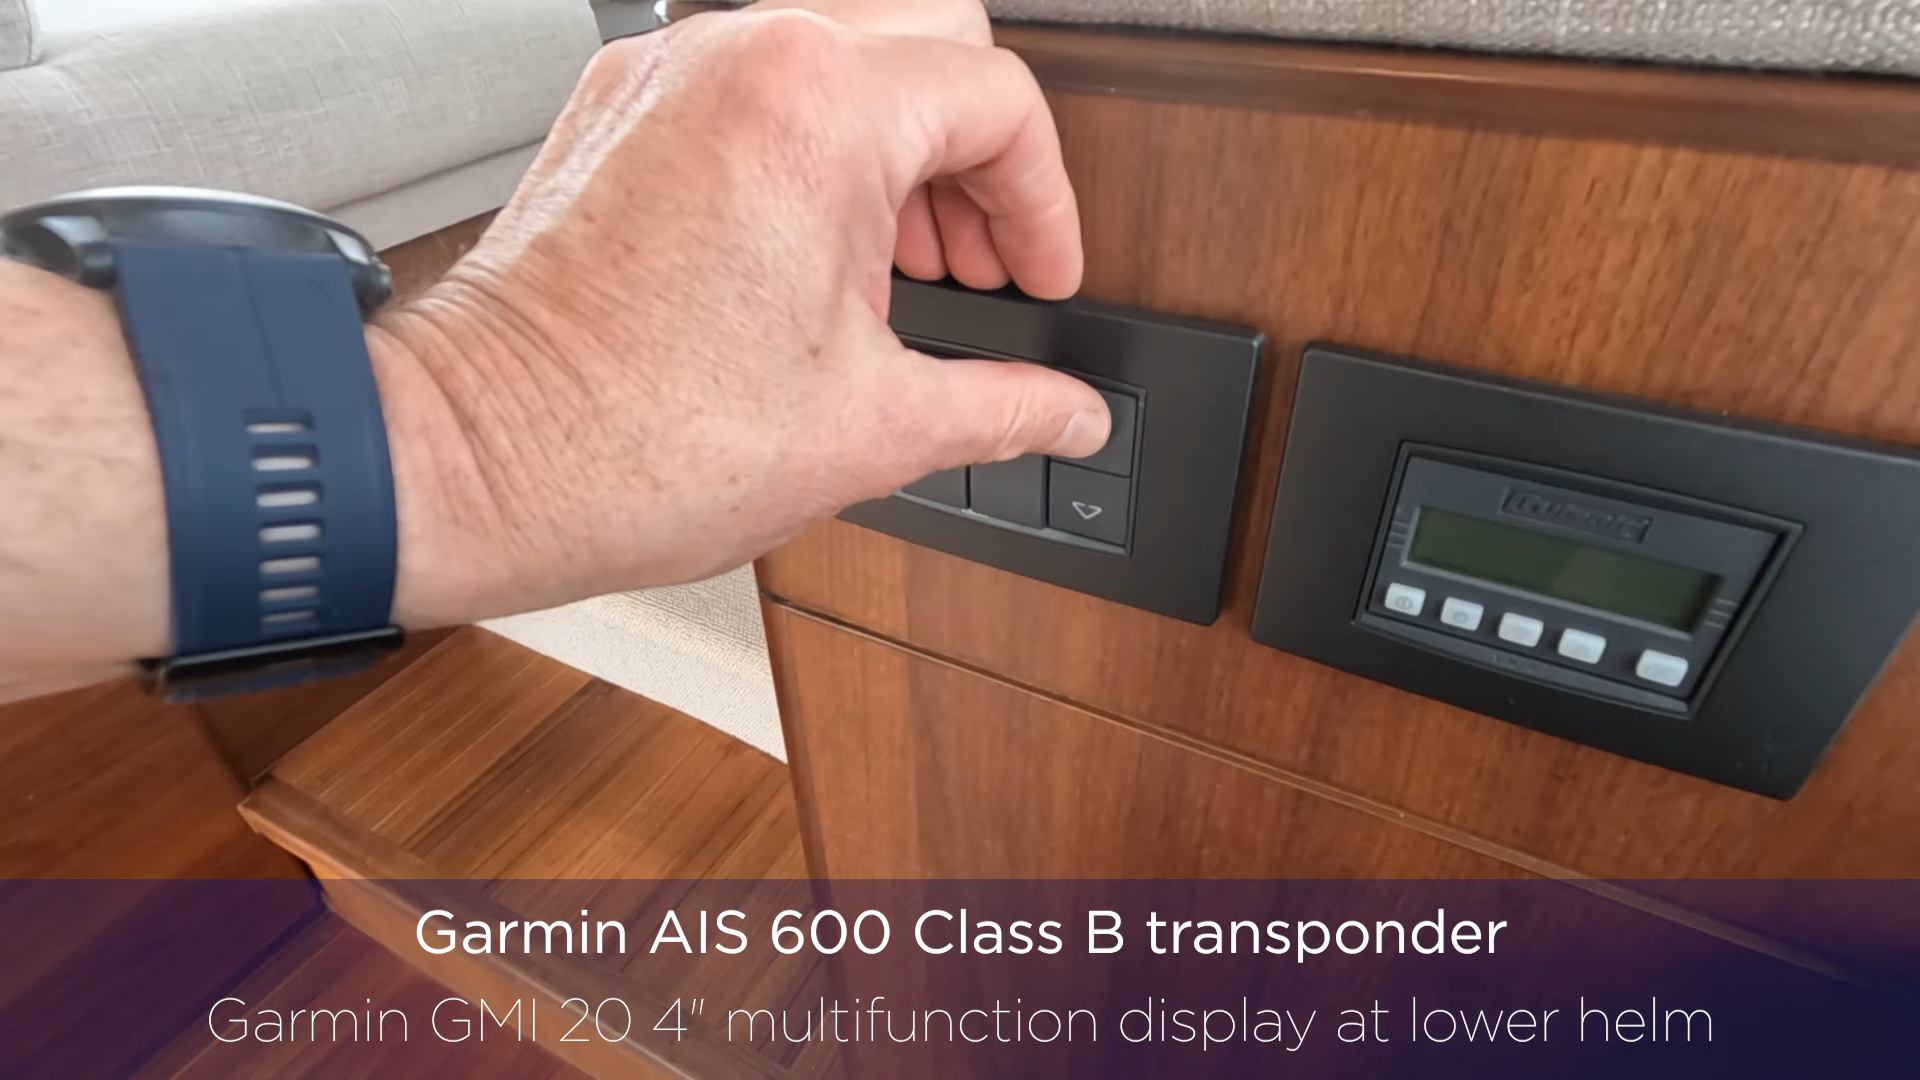 Garmin AIS 600 Class B transponder
Garmin GMI 20 4" multifunction display at lower helm